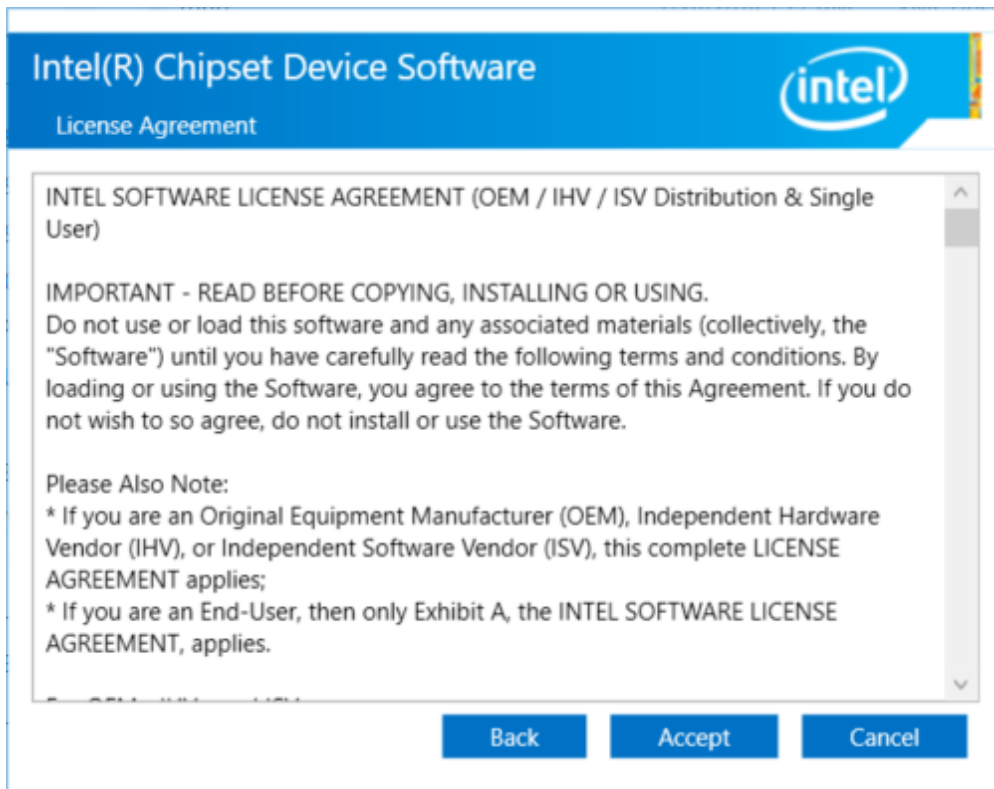 Intel(R) Chipset Device Software
intel
License Agreement
INTEL SOFTWARE LICENSE AGREEMENT (OEM / IHV / ISV Distribution & Single
User)
IMPORTANT - READ BEFORE COPYING, INSTALLING OR USING.
Do not use or load this software and any associated materials (collectively, the
"Software") until you have carefully read the following terms and conditions. By
loading or using the Software, you agree to the terms of this Agreement. If you do
not wish to so agree, do not install or use the Software.
Please Also Note:
* If you are an Original Equipment Manufacturer (OEM), Independent Hardware
Vendor (IHV), or Independent Software Vendor (ISV), this complete LICENSE
AGREEMENT applies;
* If you are an End-User, then only Exhibit A, the INTEL SOFTWARE LICENSE
AGREEMENT, applies.
Back Accept Cancel